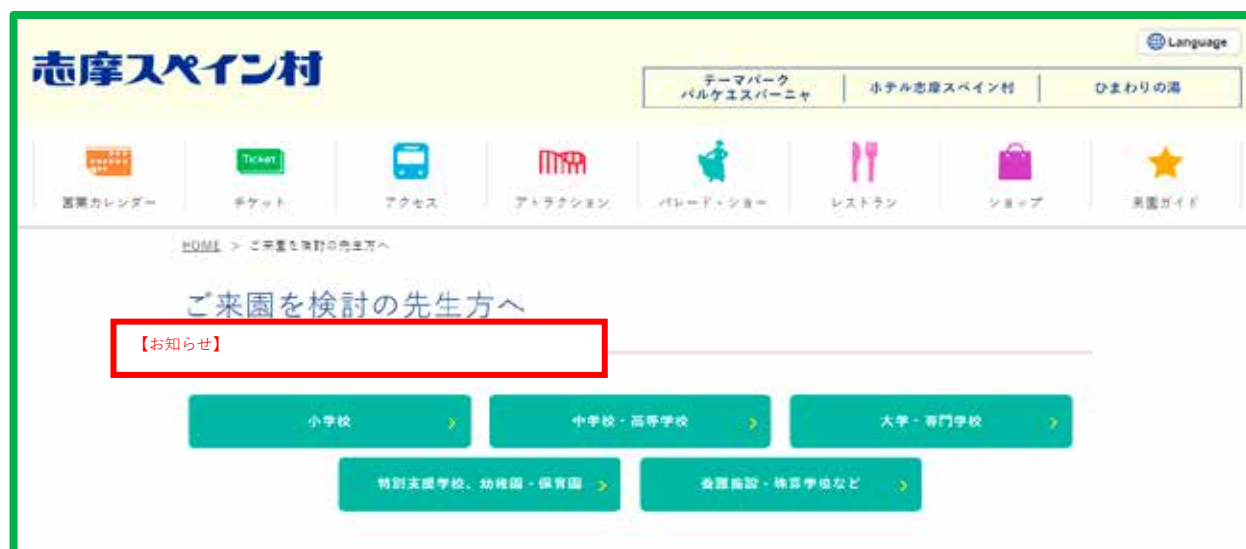 Language
志摩スペイン村
テーマパーク
パルケエスパーニャ
ホテル志摩スペイン村
ひまわりの湯
Ticket
営業カレンダー
チケット
アクセス
アトラクション
パレード・ショー
レストラン
ショップ
来園ガイド
HOME > ご来園を検討の先生方へ
ご来園を検討の先生方へ
【お知らせ】
小学校
中学校・高等学校
大学・専門学校
特別支援学校、幼稚園・保育園
養護施設・珠算学校など